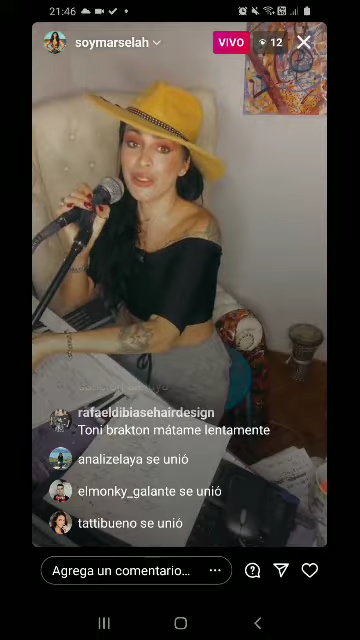 21:46
soymarselah
VIVO
12
rafaeldibiasehairdesign
Toni brakton mátame lentamente
analizelaya se unió
elmonky_galante se unió
tattibueno se unió
Agrega un comentario...